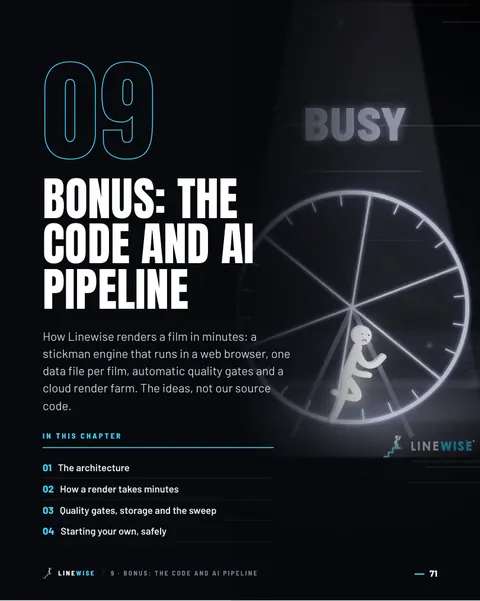 09
BUSY
BONUS: THE
CODE AND AI
PIPELINE
How Linewise renders a film in minutes: a
stickman engine that runs in a web browser, one
data file per film, automatic quality gates and a
cloud render farm. The ideas, not our source
code.
LINEWISE
IN THIS CHAPTER
01 The architecture
02 How a render takes minutes
03 Quality gates, storage and the sweep
04 Starting your own, safely
LINEWISE 9 · BONUS: THE CODE AND AI PIPELINE
71